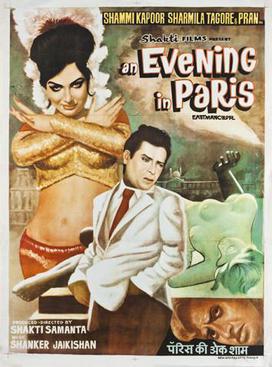 SHAMMI KAPOOR SHARMILA TAGORE & PRAN..
Shakti FILMS PRESENT
an EVENING
in PARIS
EASTMANCOLOR
PRODUCED & DIRECTED BY
SHAKTI SAMANTA
MUSIC
SHANKER JAIKISHAN
पॅरिस की अेक शाम